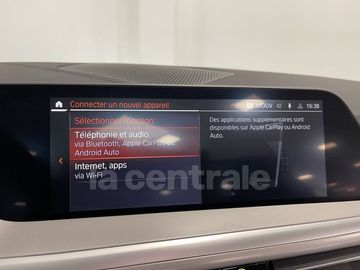 Connecter un nouvel appareil
MOUV
16:38
Sélectionner fonction:
Téléphonie et audio
via Bluetooth, Apple CarPlay ou
Android Auto
Internet, apps
via Wi-Fi
Des applications supplémentaires sont
disponibles sur Apple CarPlay ou Android
Auto.
la centrale